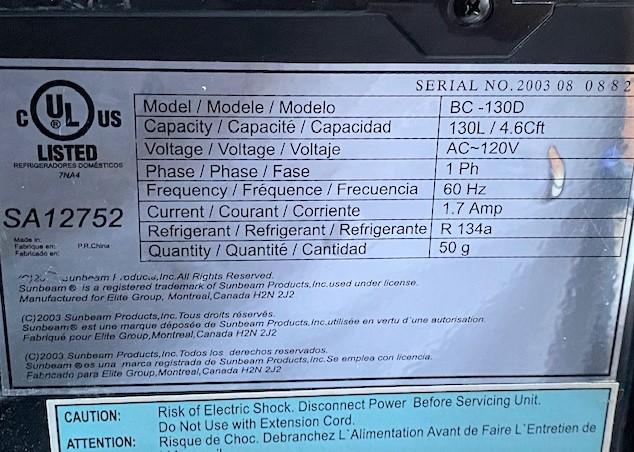 SERIAL NO.2003 08 0882
C UL ® US
LISTED
REFRIGERADORES DOMÉSTICOS
7NA4
SA12752
Made in:
Fabrique en: P.R.China
Fabricado en:
Model / Modele / Modelo BC -130D
Capacity / Capacité / Capacidad 130L / 4.6Cft
Voltage / Voltage / Voltaje AC~120V
Phase / Phase / Fase 1 Ph
Frequency / Fréquence / Frecuencia 60 Hz
Current / Courant / Corriente 1.7 Amp
Refrigerant / Refrigerant / Refrigerante R 134a
Quantity / Quantité / Cantidad 50 g
Sunbeam Products,Inc.All Rights Reserved.
Sunbeam ® is a registered trademark of Sunbeam Products,Inc.used under license.
Manufactured for Elite Group, Montreal,Canada H2N 2J2
(C)2003 Sunbeam Products,Inc.Tous droits réservés.
Sunbeam® est une marque déposée de Sunbeam Products,Inc,utilisée en vertu d'une autorisation.
Fabriqué pour Elite Group,Montreal,Canada H2N 2J2
(C)2003 Sunbeam Products,Inc.Todos los derechos reservados.
Sunbeam ®es una marca registrada de Sunbeam Products,Inc.Se emplea con licencia.
Fabricado para Elite Group,Montreal,Canada H2N 2J2
CAUTION: Risk of Electric Shock. Disconnect Power Before Servicing Unit.
Do Not Use with Extension Cord.
ATTENTION: Risque de Choc. Debranchez L`Alimentation Avant de Faire L`Entretien de